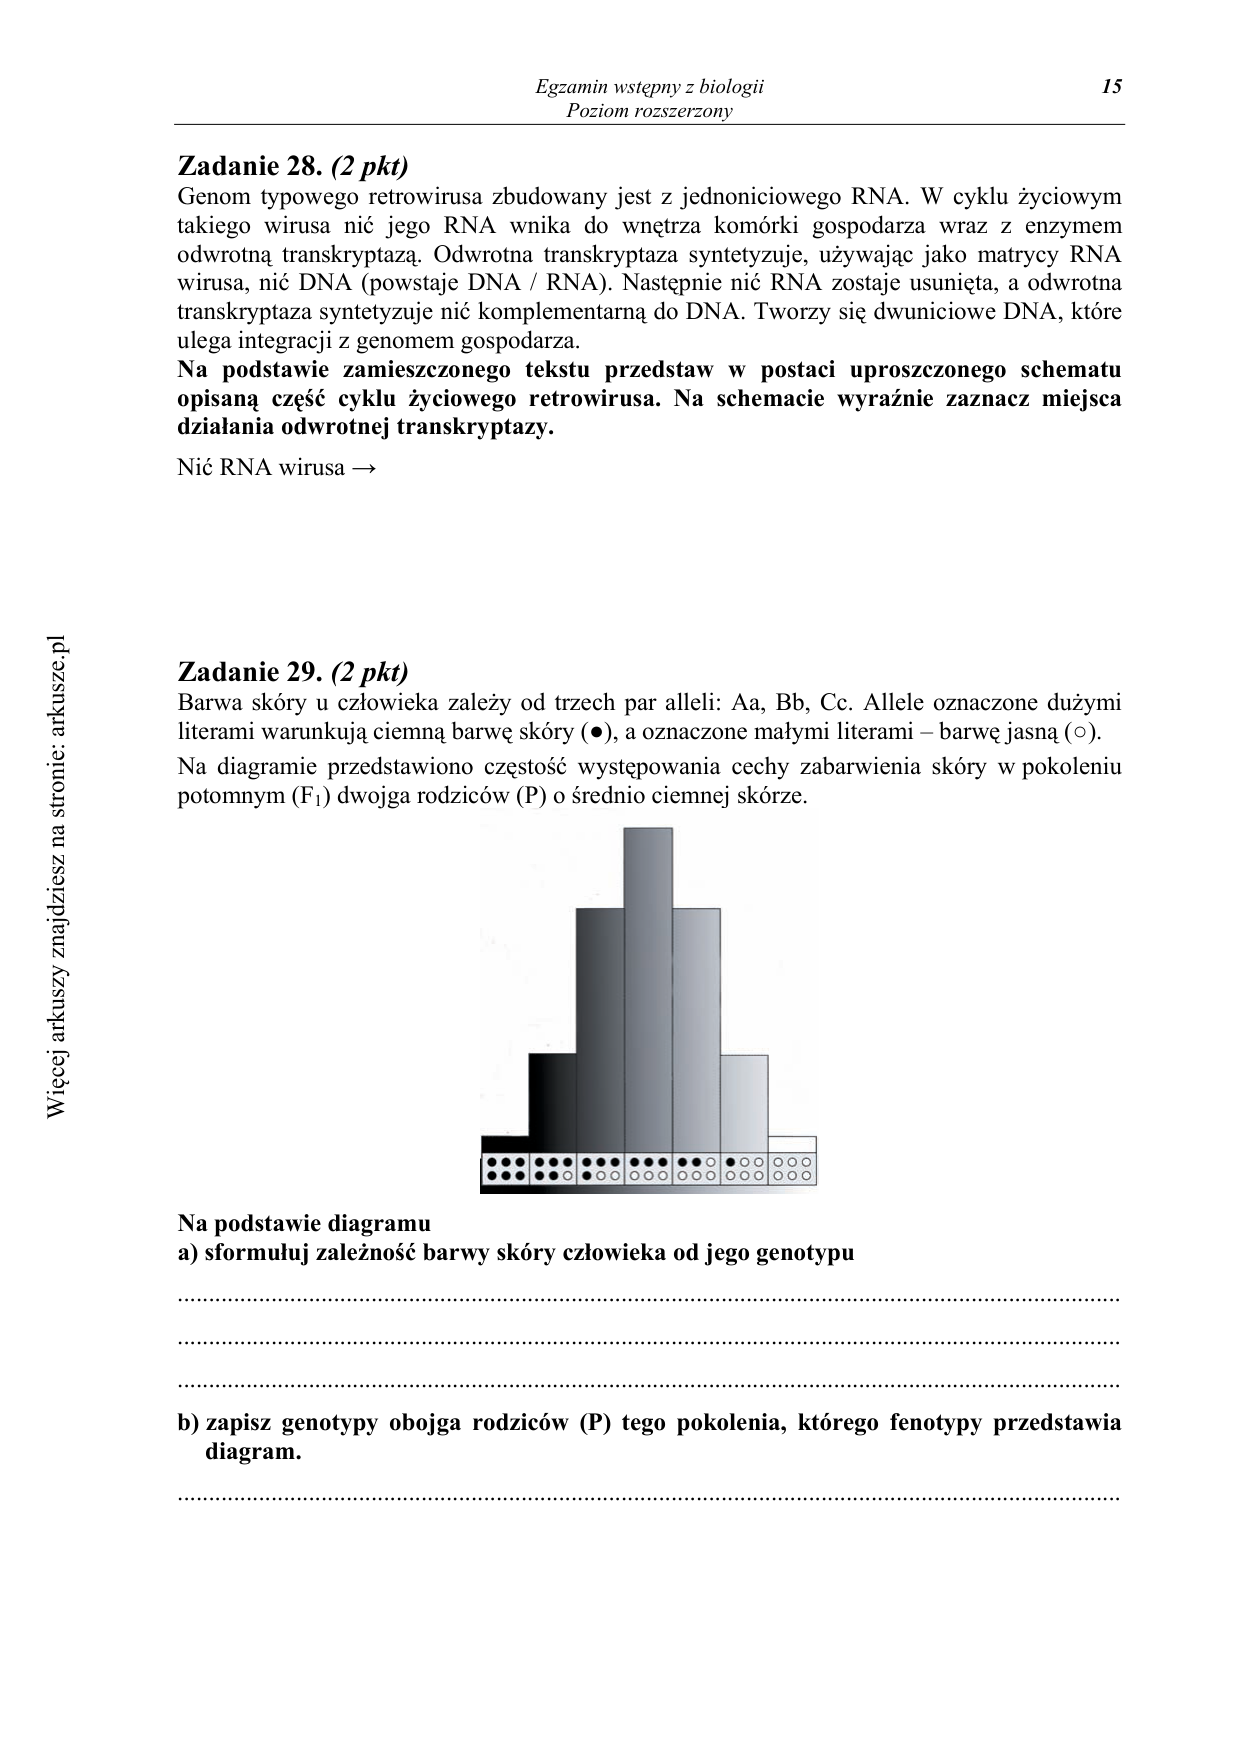 Egzamin wstępny z biologii
15
Poziom rozszerzony
Zadanie 28. (2 pkt)
Genom typowego retrowirusa zbudowany jest z jednoniciowego RNA. W cyklu życiowym
takiego wirusa nić jego RNA wnika do wnętrza komórki gospodarza wraz z enzymem
odwrotną transkryptazą. Odwrotna transkryptaza syntetyzuje, używając jako matrycy RNA
wirusa, nić DNA (powstaje DNA / RNA). Następnie nić RNA zostaje usunięta, a odwrotna
transkryptaza syntetyzuje nić komplementarną do DNA. Tworzy się dwuniciowe DNA, które
ulega integracji z genomem gospodarza.
Na podstawie zamieszczonego tekstu przedstaw w postaci uproszczonego schematu
opisaną część cyklu życiowego retrowirusa. Na schemacie wyraźnie zaznacz miejsca
działania odwrotnej transkryptazy.
Nić RNA wirusa →
Zadanie 29. (2 pkt)
Barwa skóry u człowieka zależy od trzech par alleli: Aa, Bb, Cc. Allele oznaczone dużymi
literami warunkują ciemną barwę skóry (●), a oznaczone małymi literami – barwę jasną (○).
Na diagramie przedstawiono częstość występowania cechy zabarwienia skóry w pokoleniu
potomnym (F₁) dwojga rodziców (P) o średnio ciemnej skórze.
Na podstawie diagramu
a) sformułuj zależność barwy skóry człowieka od jego genotypu
b) zapisz genotypy obojga rodziców (P) tego pokolenia, którego fenotypy przedstawia
diagram.
Więcej arkuszy znajdziesz na stronie: arkusze.pl